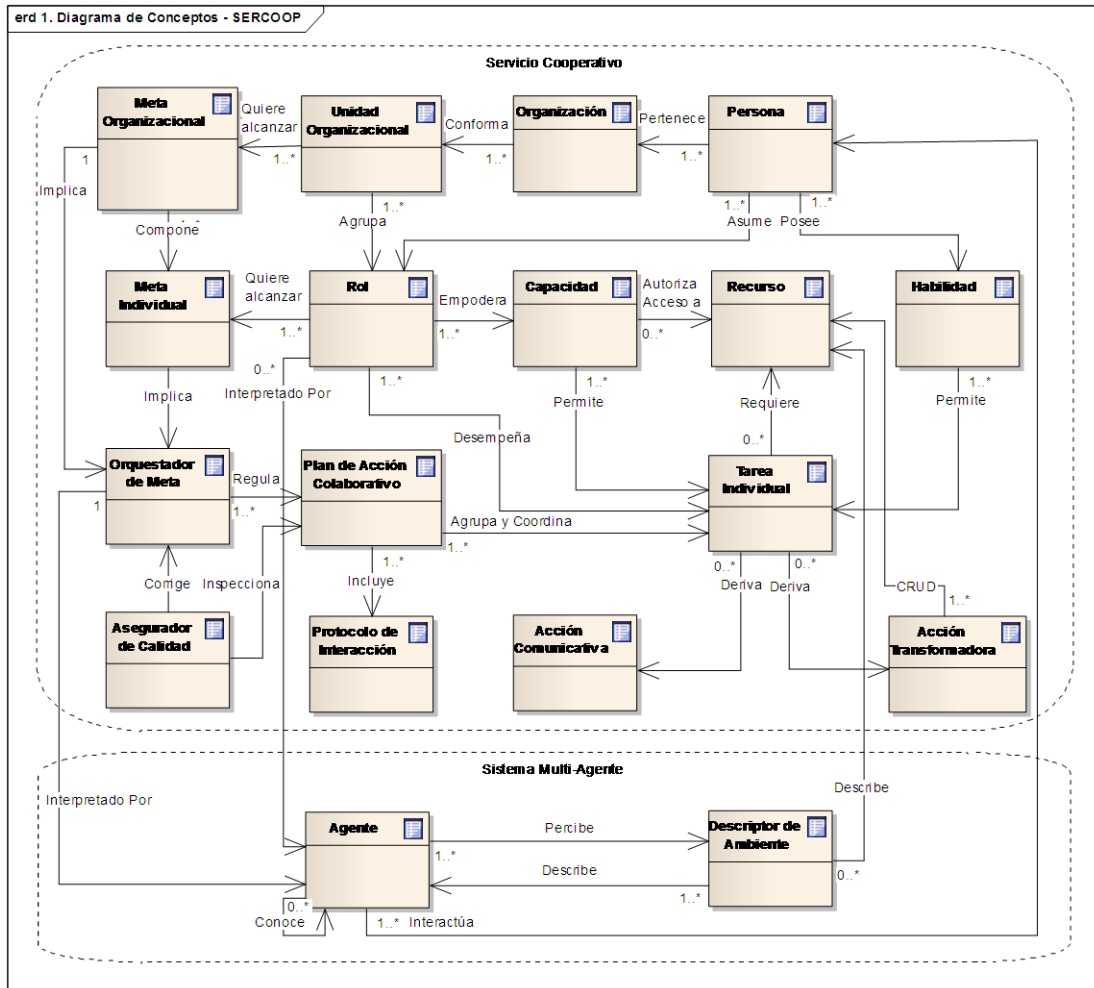 erd 1. Diagrama de Conceptos - SERCOOP
Servicio Cooperativo
Meta
Organizacional
Quiere
alcanzar
1..*
Unidad
Organizacional
Conforma
1..*
Organización
Pertenece
1..*
Persona
1
Implica
Compone
1..*
Agrupa
1..*
Asume
1..*
Posee
Meta
Individual
Quiere
alcanzar
1..*
Rol
Empodera
1..*
Capacidad
Autoriza
Acceso a
0..*
Recurso
Habilidad
0..*
Interpretado Por
1..*
1..*
1..*
Implica
Permite
Requiere
Permite
Desempeña
0..*
Orquestador
de Meta
Regula
1..*
1
Plan de Acción
Colaborativo
Agrupa y Coordina
1..*
Tarea
Individual
Corrige
Inspecciona
1..*
Incluye
0..*
Deriva
0..*
Deriva
CRUD
1..*
Asegurador
de Calidad
Protocolo de
Interacción
Acción
Comunicativa
Acción
Transformadora
Sistema Multi-Agente
Interpretado Por
Describe
Agente
Percibe
1..*
Descriptor de
Ambiente
Describe
1..*
0..*
0..*
Conoce
1..*
Interactúa